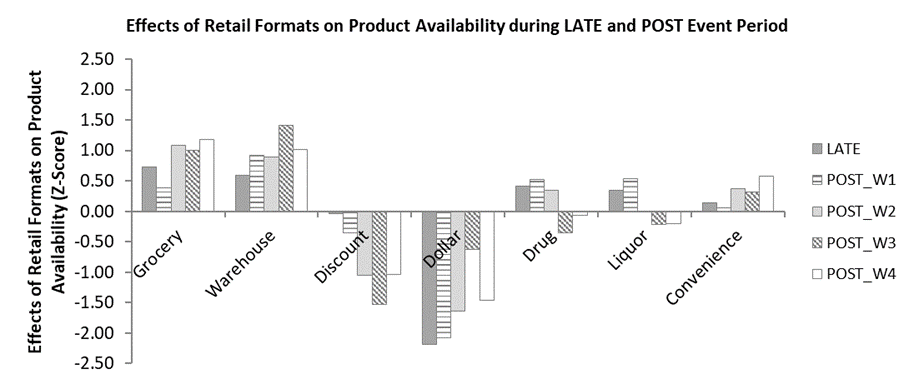 Effects of Retail Formats on Product Availability during LATE and POST Event Period
Effects of Retail Formats on Product
Availability (Z-Score)
2.50
2.00
1.50
1.00
0.50
0.00
-0.50
-1.00
-1.50
-2.00
-2.50
Grocery
Warehouse
Discount
Dollar
Drug
Liquor
Convenience
LATE
POST_W1
POST_W2
POST_W3
POST_W4